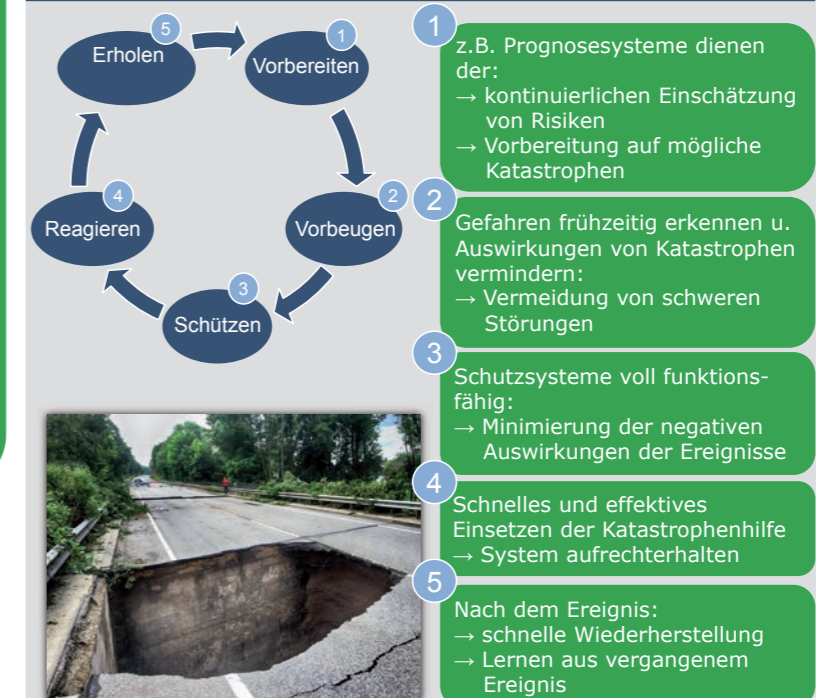 5
Erholen
1
Vorbereiten
2
Vorbeugen
3
Schützen
4
Reagieren
1
z.B. Prognosesysteme dienen
der:
→ kontinuierlichen Einschätzung
von Risiken
→ Vorbereitung auf mögliche
Katastrophen
2
Gefahren frühzeitig erkennen u.
Auswirkungen von Katastrophen
vermindern:
→ Vermeidung von schweren
Störungen
3
Schutzsysteme voll funktions-
fähig:
→ Minimierung der negativen
Auswirkungen der Ereignisse
4
Schnelles und effektives
Einsetzen der Katastrophenhilfe
→ System aufrechterhalten
5
Nach dem Ereignis:
→ schnelle Wiederherstellung
→ Lernen aus vergangenem
Ereignis